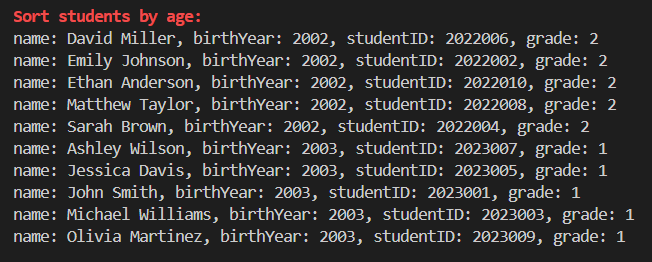 Sort students by age:
name: David Miller, birthYear: 2002, studentID: 2022006, grade: 2
name: Emily Johnson, birthYear: 2002, studentID: 2022002, grade: 2
name: Ethan Anderson, birthYear: 2002, studentID: 2022010, grade: 2
name: Matthew Taylor, birthYear: 2002, studentID: 2022008, grade: 2
name: Sarah Brown, birthYear: 2002, studentID: 2022004, grade: 2
name: Ashley Wilson, birthYear: 2003, studentID: 2023007, grade: 1
name: Jessica Davis, birthYear: 2003, studentID: 2023005, grade: 1
name: John Smith, birthYear: 2003, studentID: 2023001, grade: 1
name: Michael Williams, birthYear: 2003, studentID: 2023003, grade: 1
name: Olivia Martinez, birthYear: 2003, studentID: 2023009, grade: 1